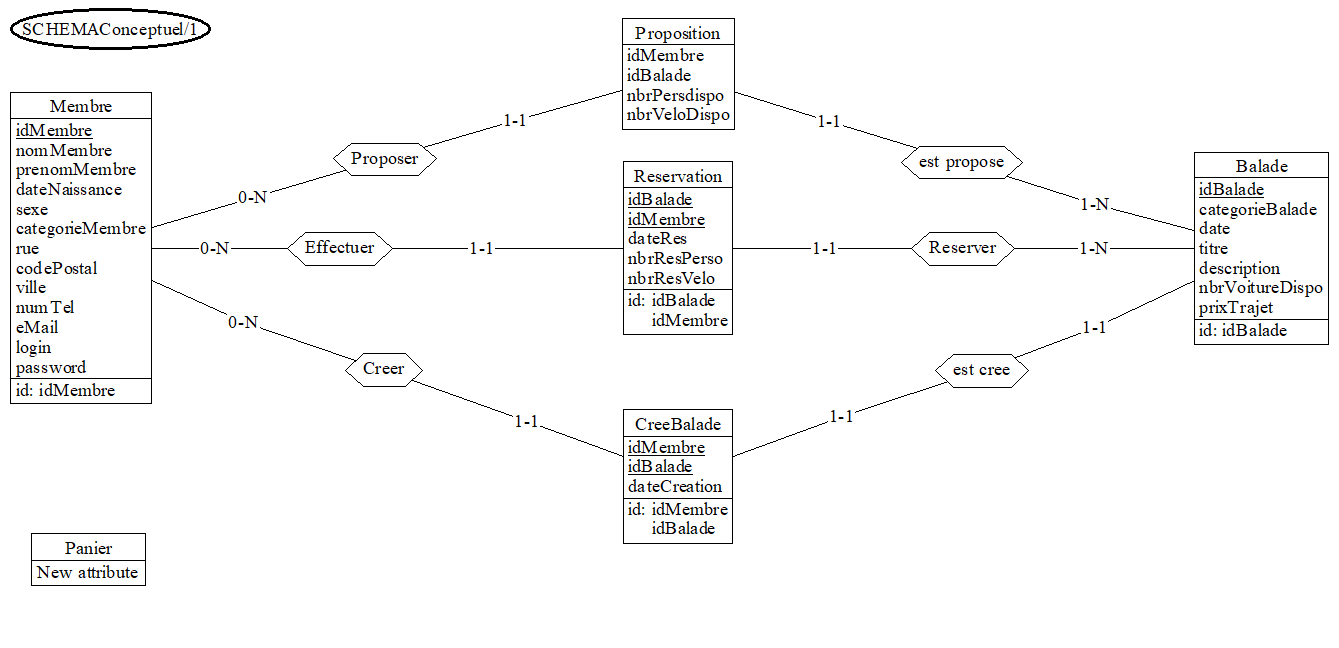 SCHEMAConceptuel/1
Proposition
idMembre
idBalade
nbrPersdispo
nbrVeloDispo
Membre
idMembre
nomMembre
prenomMembre
dateNaissance
sexe
categorieMembre
rue
codePostal
ville
numTel
eMail
login
password
id: idMembre
1-1
Proposer
0-N
1-1
est propose
1-N
Reservation
idBalade
idMembre
dateRes
nbrResPerso
nbrResVelo
id: idBalade
idMembre
Balade
idBalade
categorieBalade
date
titre
description
nbrVoitureDispo
prixTrajet
id: idBalade
0-N
Effectuer
1-1
1-1
Reserver
1-N
0-N
Creer
1-1
1-1
est cree
1-1
CreeBalade
idMembre
idBalade
dateCreation
id: idMembre
idBalade
Panier
New attribute